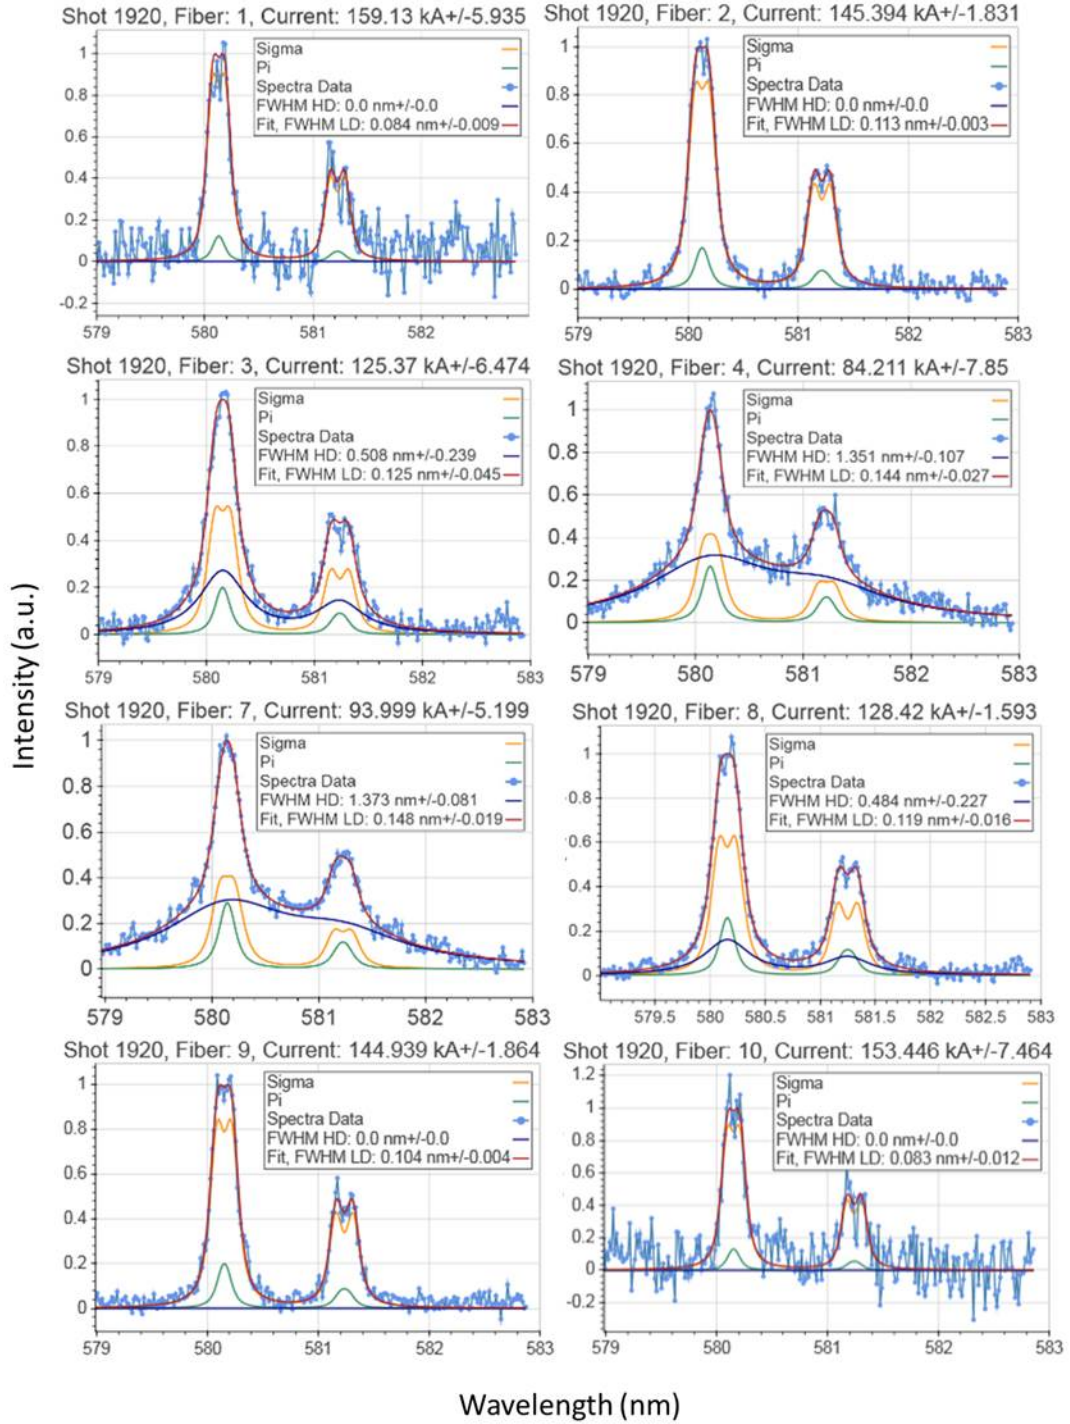 Shot 1920, Fiber: 1, Current: 159.13 kA+/-5.935
Sigma
Pi
Spectra Data
FWHM HD: 0.0 nm+/-0.0
Fit, FWHM LD: 0.084 nm+/-0.009
1
0.8
0.6
0.4
0.2
0
-0.2
579
580
581
582
Shot 1920, Fiber: 2, Current: 145.394 kA+/-1.831
Sigma
Pi
Spectra Data
FWHM HD: 0.0 nm+/-0.0
Fit, FWHM LD: 0.113 nm+/-0.003
1
0.8
0.6
0.4
0.2
0
579
580
581
582
583
Shot 1920, Fiber: 3, Current: 125.37 kA+/-6.474
Sigma
Pi
Spectra Data
FWHM HD: 0.508 nm+/-0.239
Fit, FWHM LD: 0.125 nm+/-0.045
1
0.8
0.6
0.4
0.2
0
579
580
581
582
583
Shot 1920, Fiber: 4, Current: 84.211 kA+/-7.85
Sigma
Pi
Spectra Data
FWHM HD: 1.351 nm+/-0.107
Fit, FWHM LD: 0.144 nm+/-0.027
1
0.8
0.6
0.4
0.2
0
579
580
581
582
583
Intensity (a.u.)
Shot 1920, Fiber: 7, Current: 93.999 kA+/-5.199
Sigma
Pi
Spectra Data
FWHM HD: 1.373 nm+/-0.081
Fit, FWHM LD: 0.148 nm+/-0.019
1
0.8
0.6
0.4
0.2
0
579
580
581
582
583
Shot 1920, Fiber: 8, Current: 128.42 kA+/-1.593
Sigma
Pi
Spectra Data
FWHM HD: 0.484 nm+/-0.227
Fit, FWHM LD: 0.119 nm+/-0.016
1
0.8
0.6
0.4
0.2
0
579.5
580
580.5
581
581.5
582
582.5
583
Shot 1920, Fiber: 9, Current: 144.939 kA+/-1.864
Sigma
Pi
Spectra Data
FWHM HD: 0.0 nm+/-0.0
Fit, FWHM LD: 0.104 nm+/-0.004
1
0.8
0.6
0.4
0.2
0
579
580
581
582
583
Shot 1920, Fiber: 10, Current: 153.446 kA+/-7.464
Sigma
Pi
Spectra Data
FWHM HD: 0.0 nm+/-0.0
Fit, FWHM LD: 0.083 nm+/-0.012
1.2
1
0.8
0.6
0.4
0.2
0
-0.2
579
580
581
582
583
Wavelength (nm)